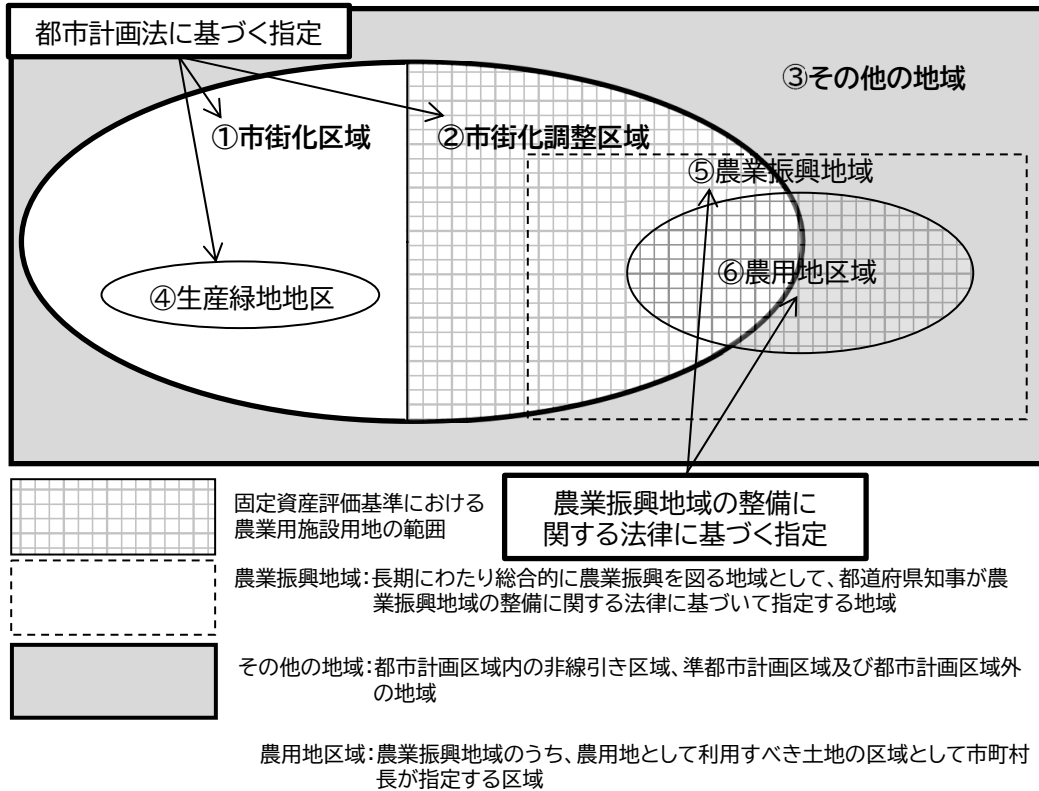 都市計画法に基づく指定
③その他の地域
①市街化区域
②市街化調整区域
⑤農業振興地域
⑥農用地区域
④生産緑地地区
固定資産評価基準における
農業用施設用地の範囲
農業振興地域の整備に
関する法律に基づく指定
農業振興地域：長期にわたり総合的に農業振興を図る地域として、都道府県知事が農
業振興地域の整備に関する法律に基づいて指定する地域
その他の地域：都市計画区域内の非線引き区域、準都市計画区域及び都市計画区域外
の地域
農用地区域：農業振興地域のうち、農用地として利用すべき土地の区域として市町村
長が指定する区域